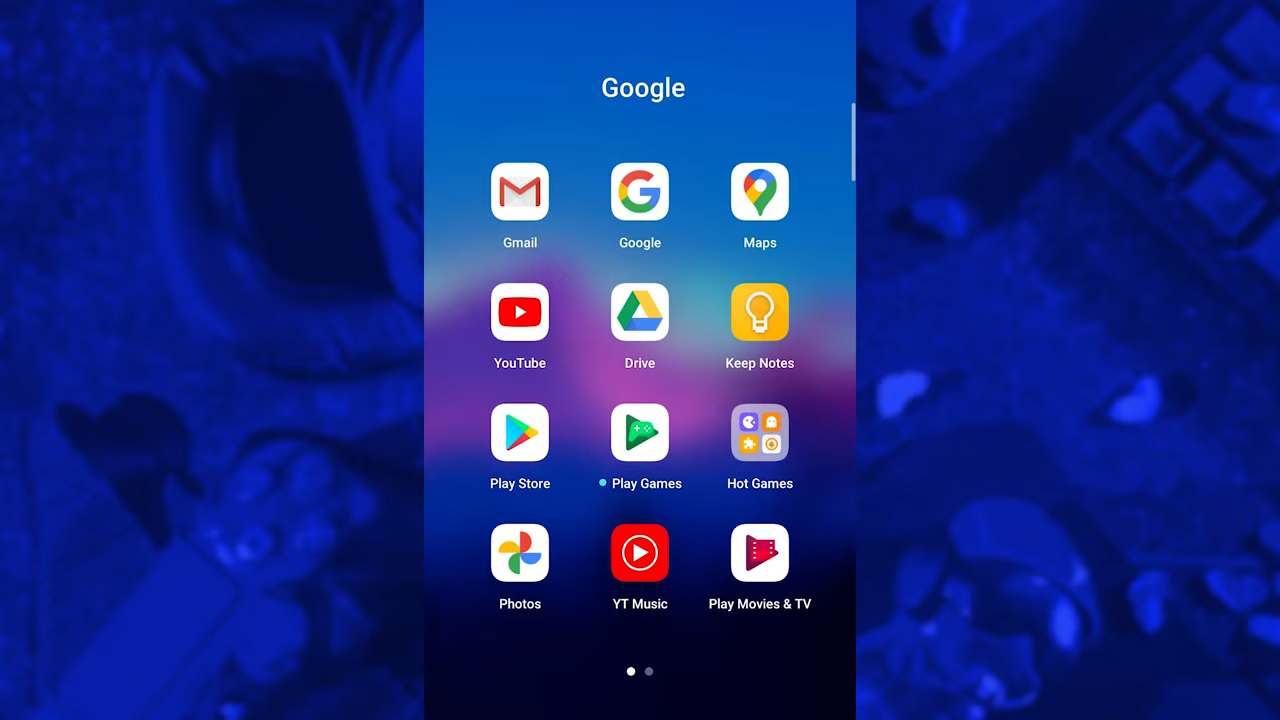 Google
Gmail
Google
Maps
YouTube
Drive
Keep Notes
Play Store
Play Games
Hot Games
Photos
YT Music
Play Movies & TV